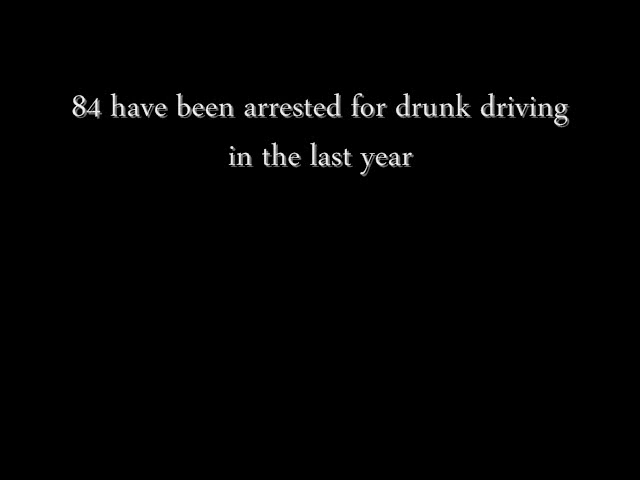 84 have been arrested for drunk driving
in the last year